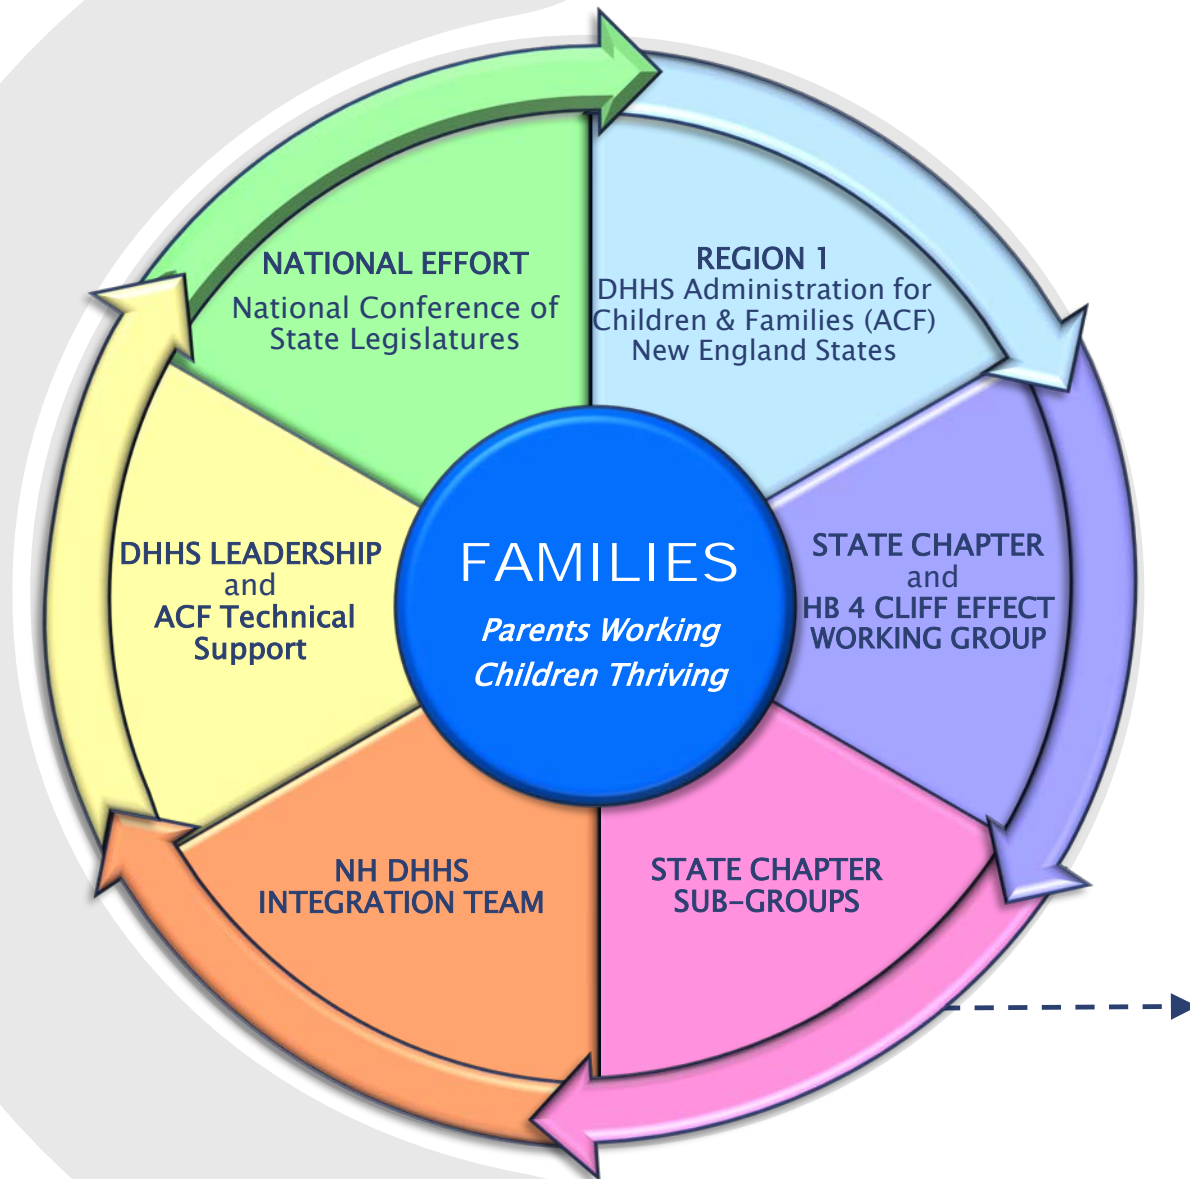 NATIONAL EFFORT
National Conference of
State Legislatures
REGION 1
DHHS Administration for
Children & Families (ACF)
New England States
STATE CHAPTER
and
HB 4 CLIFF EFFECT
WORKING GROUP
STATE CHAPTER
SUB-GROUPS
NH DHHS
INTEGRATION TEAM
DHHS LEADERSHIP
and
ACF Technical
Support
FAMILIES
Parents Working
Children Thriving